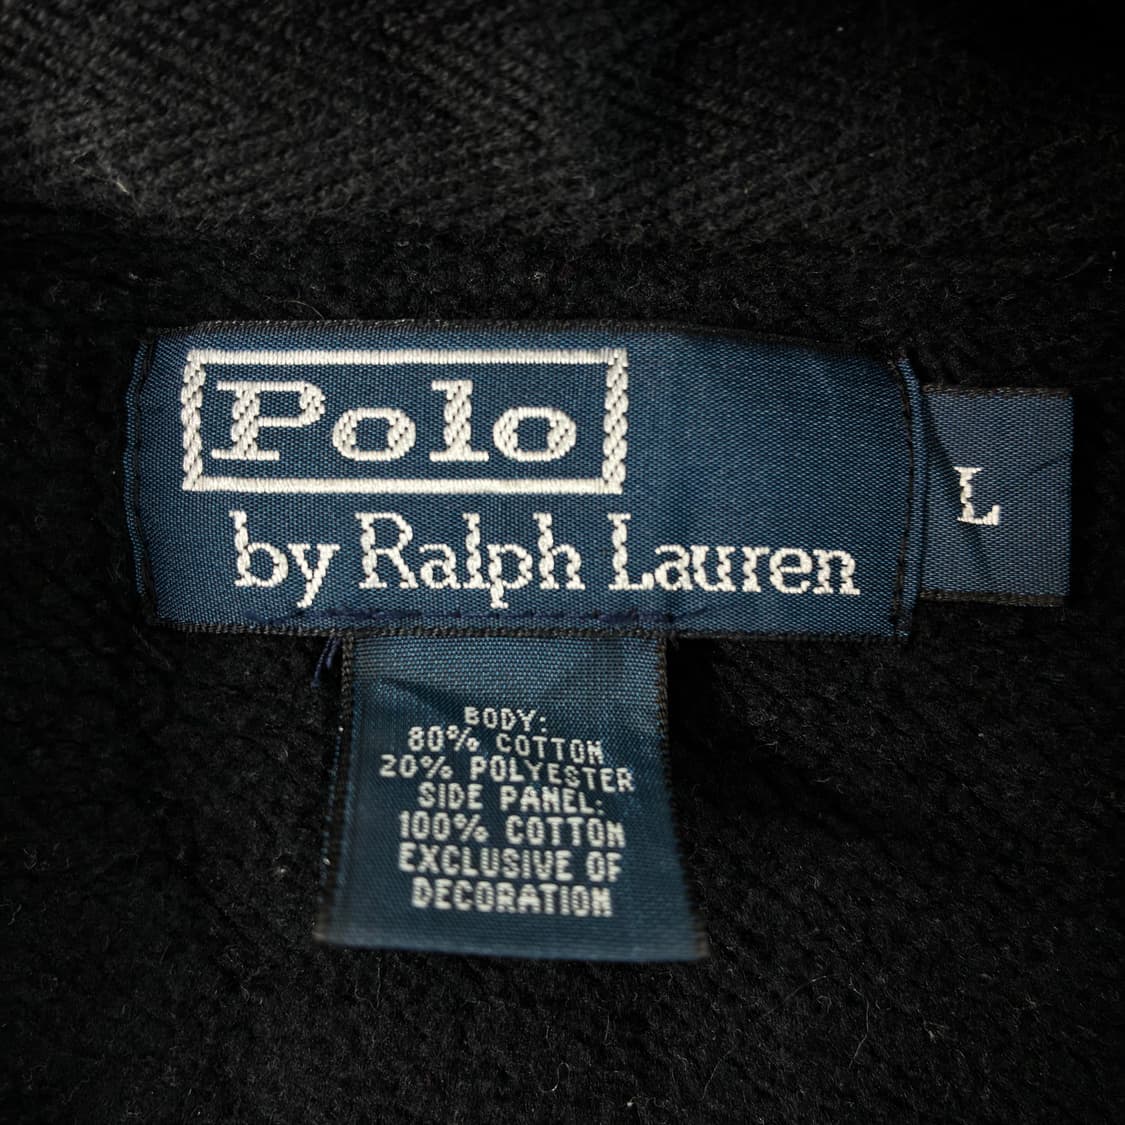 Polo
by Ralph Lauren
L
BODY:
80% COTTON
20% POLYESTER
SIDE PANEL:
100% COTTON
EXCLUSIVE OF
DECORATION